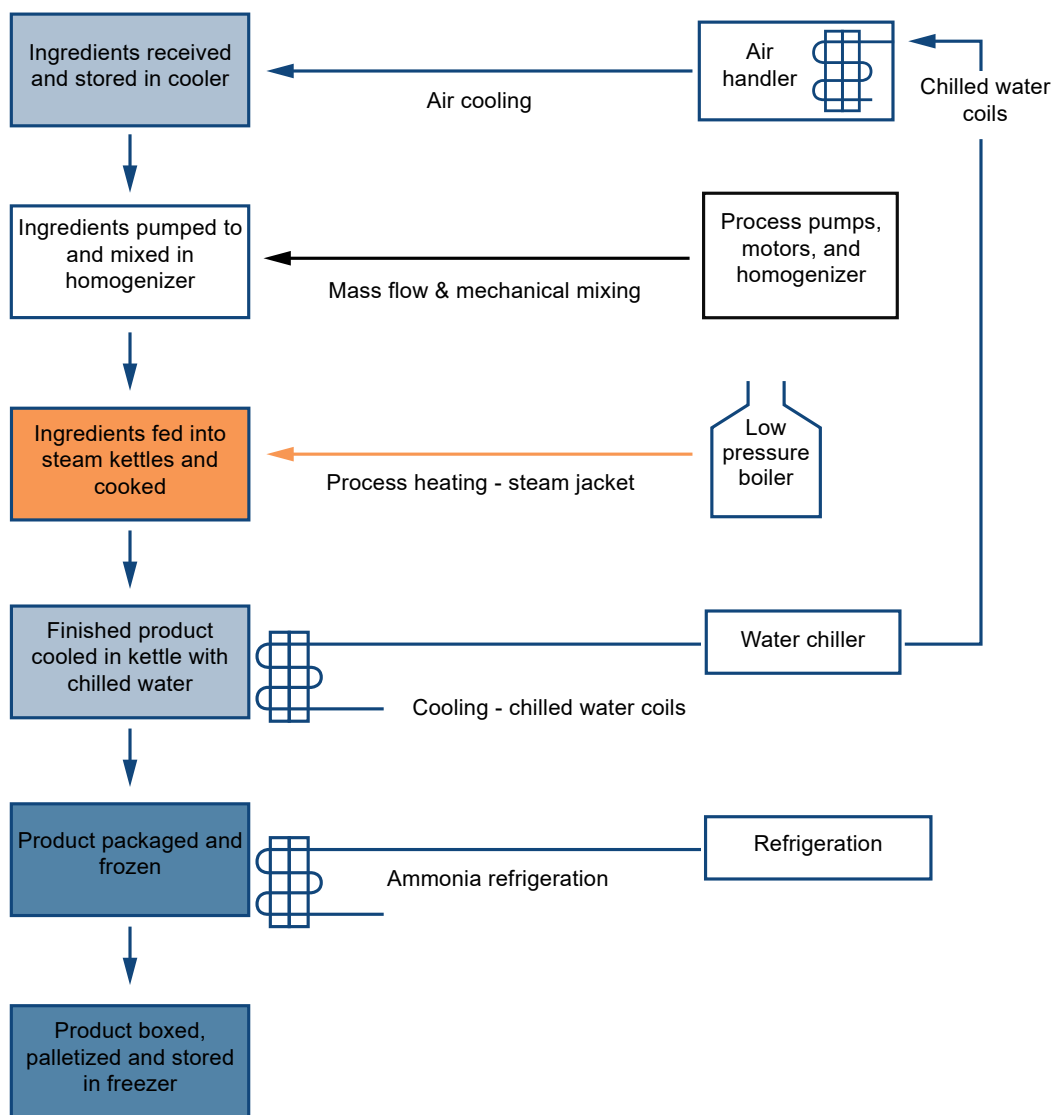 Ingredients received
and stored in cooler
Air cooling
Air
handler
Chilled water
coils
Ingredients pumped to
and mixed in
homogenizer
Mass flow & mechanical mixing
Process pumps,
motors, and
homogenizer
Ingredients fed into
steam kettles and
cooked
Process heating - steam jacket
Low
pressure
boiler
Finished product
cooled in kettle with
chilled water
Cooling - chilled water coils
Water chiller
Product packaged and
frozen
Ammonia refrigeration
Refrigeration
Product boxed,
palletized and stored
in freezer